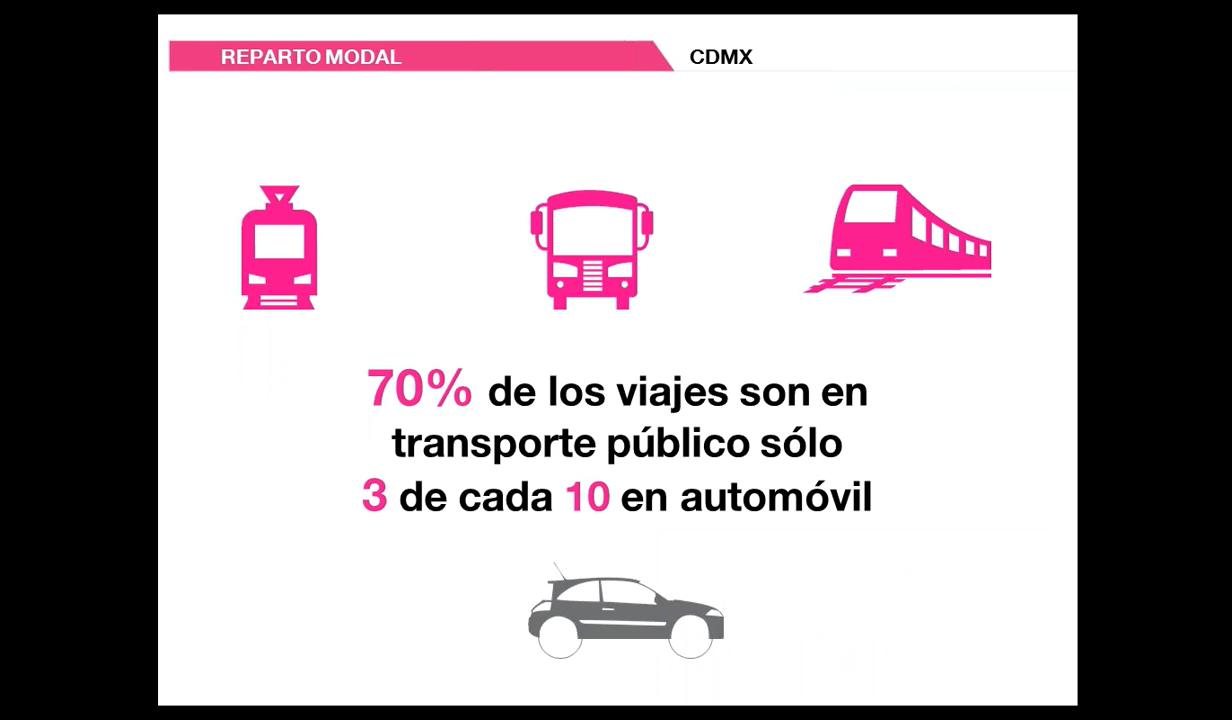 REPARTO MODAL
CDMX
70% de los viajes son en
transporte público sólo
3 de cada 10 en automóvil